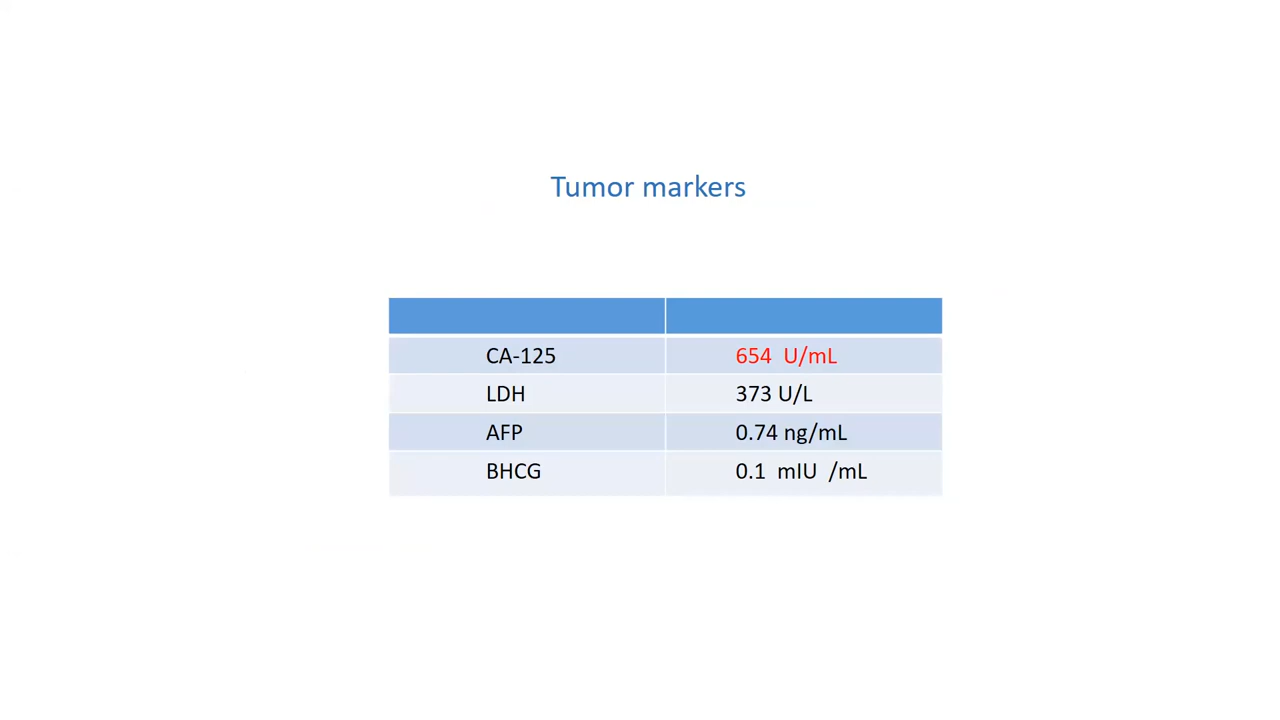 Tumor markers
CA-125 654 U/mL
LDH 373 U/L
AFP 0.74 ng/mL
BHCG 0.1 mIU /mL